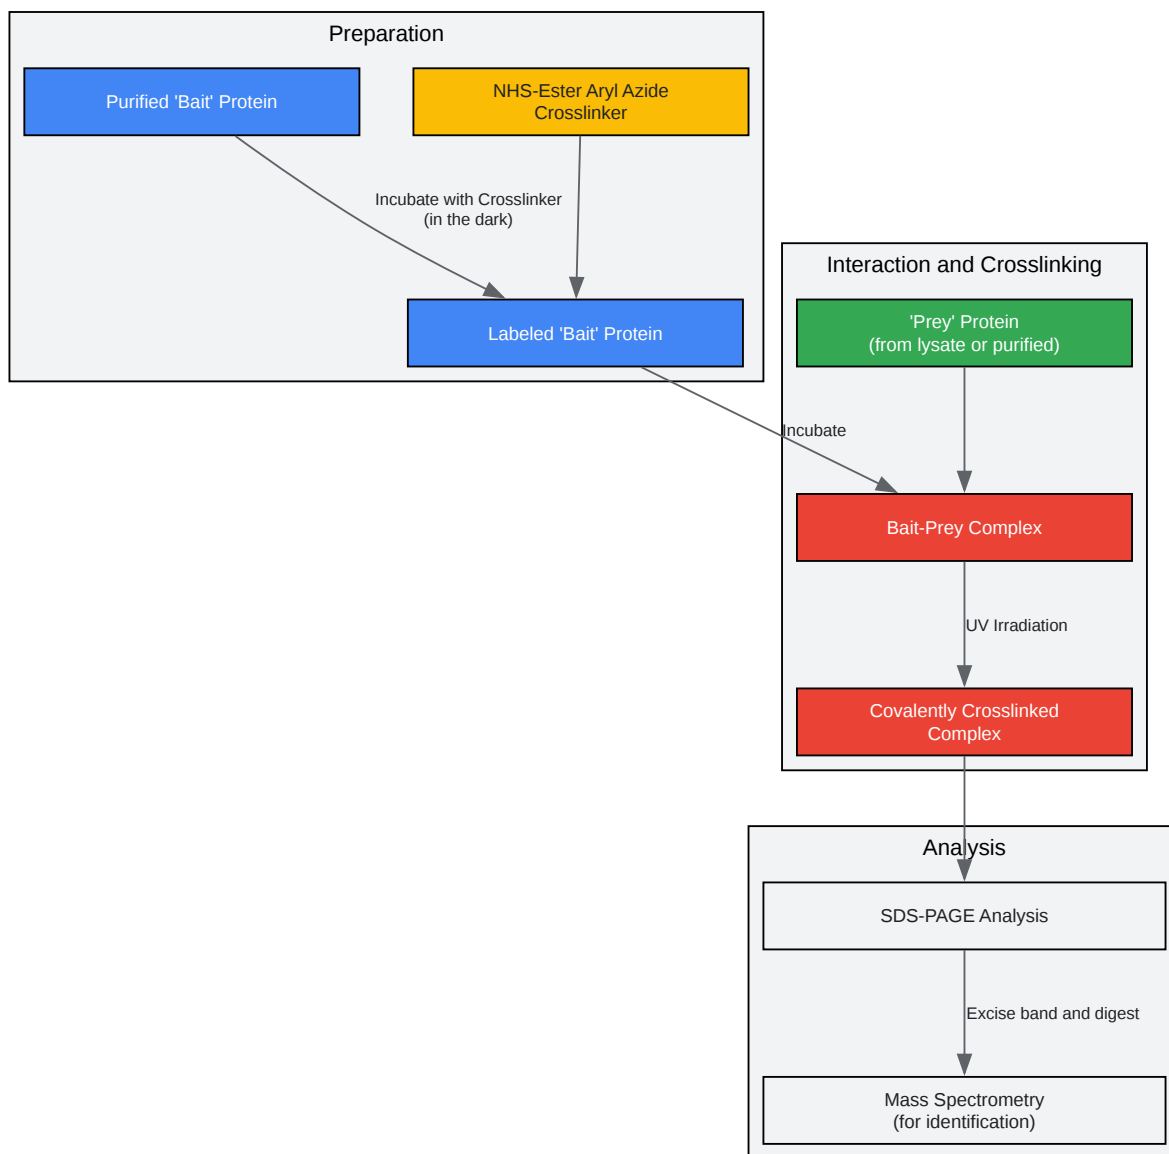 Preparation
Purified 'Bait' Protein
NHS-Ester Aryl Azide
Crosslinker
Incubate with Crosslinker
(in the dark)
Labeled 'Bait' Protein
Interaction and Crosslinking
'Prey' Protein
(from lysate or purified)
Incubate
Bait-Prey Complex
UV Irradiation
Covalently Crosslinked
Complex
Analysis
SDS-PAGE Analysis
Excise band and digest
Mass Spectrometry
(for identification)